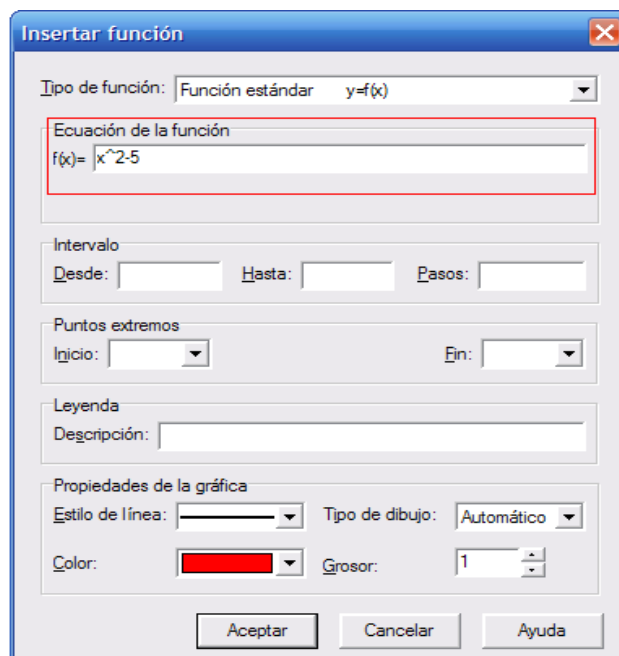 Insertar función
Tipo de función: Función estándar y=f(x)
Ecuación de la función
f(x)= x^2-5
Intervalo
Desde: Hasta: Pasos:
Puntos extremos
Inicio: Fin:
Leyenda
Descripción:
Propiedades de la gráfica
Estilo de línea: Tipo de dibujo: Automático
Color: Grosor: 1
Aceptar Cancelar Ayuda